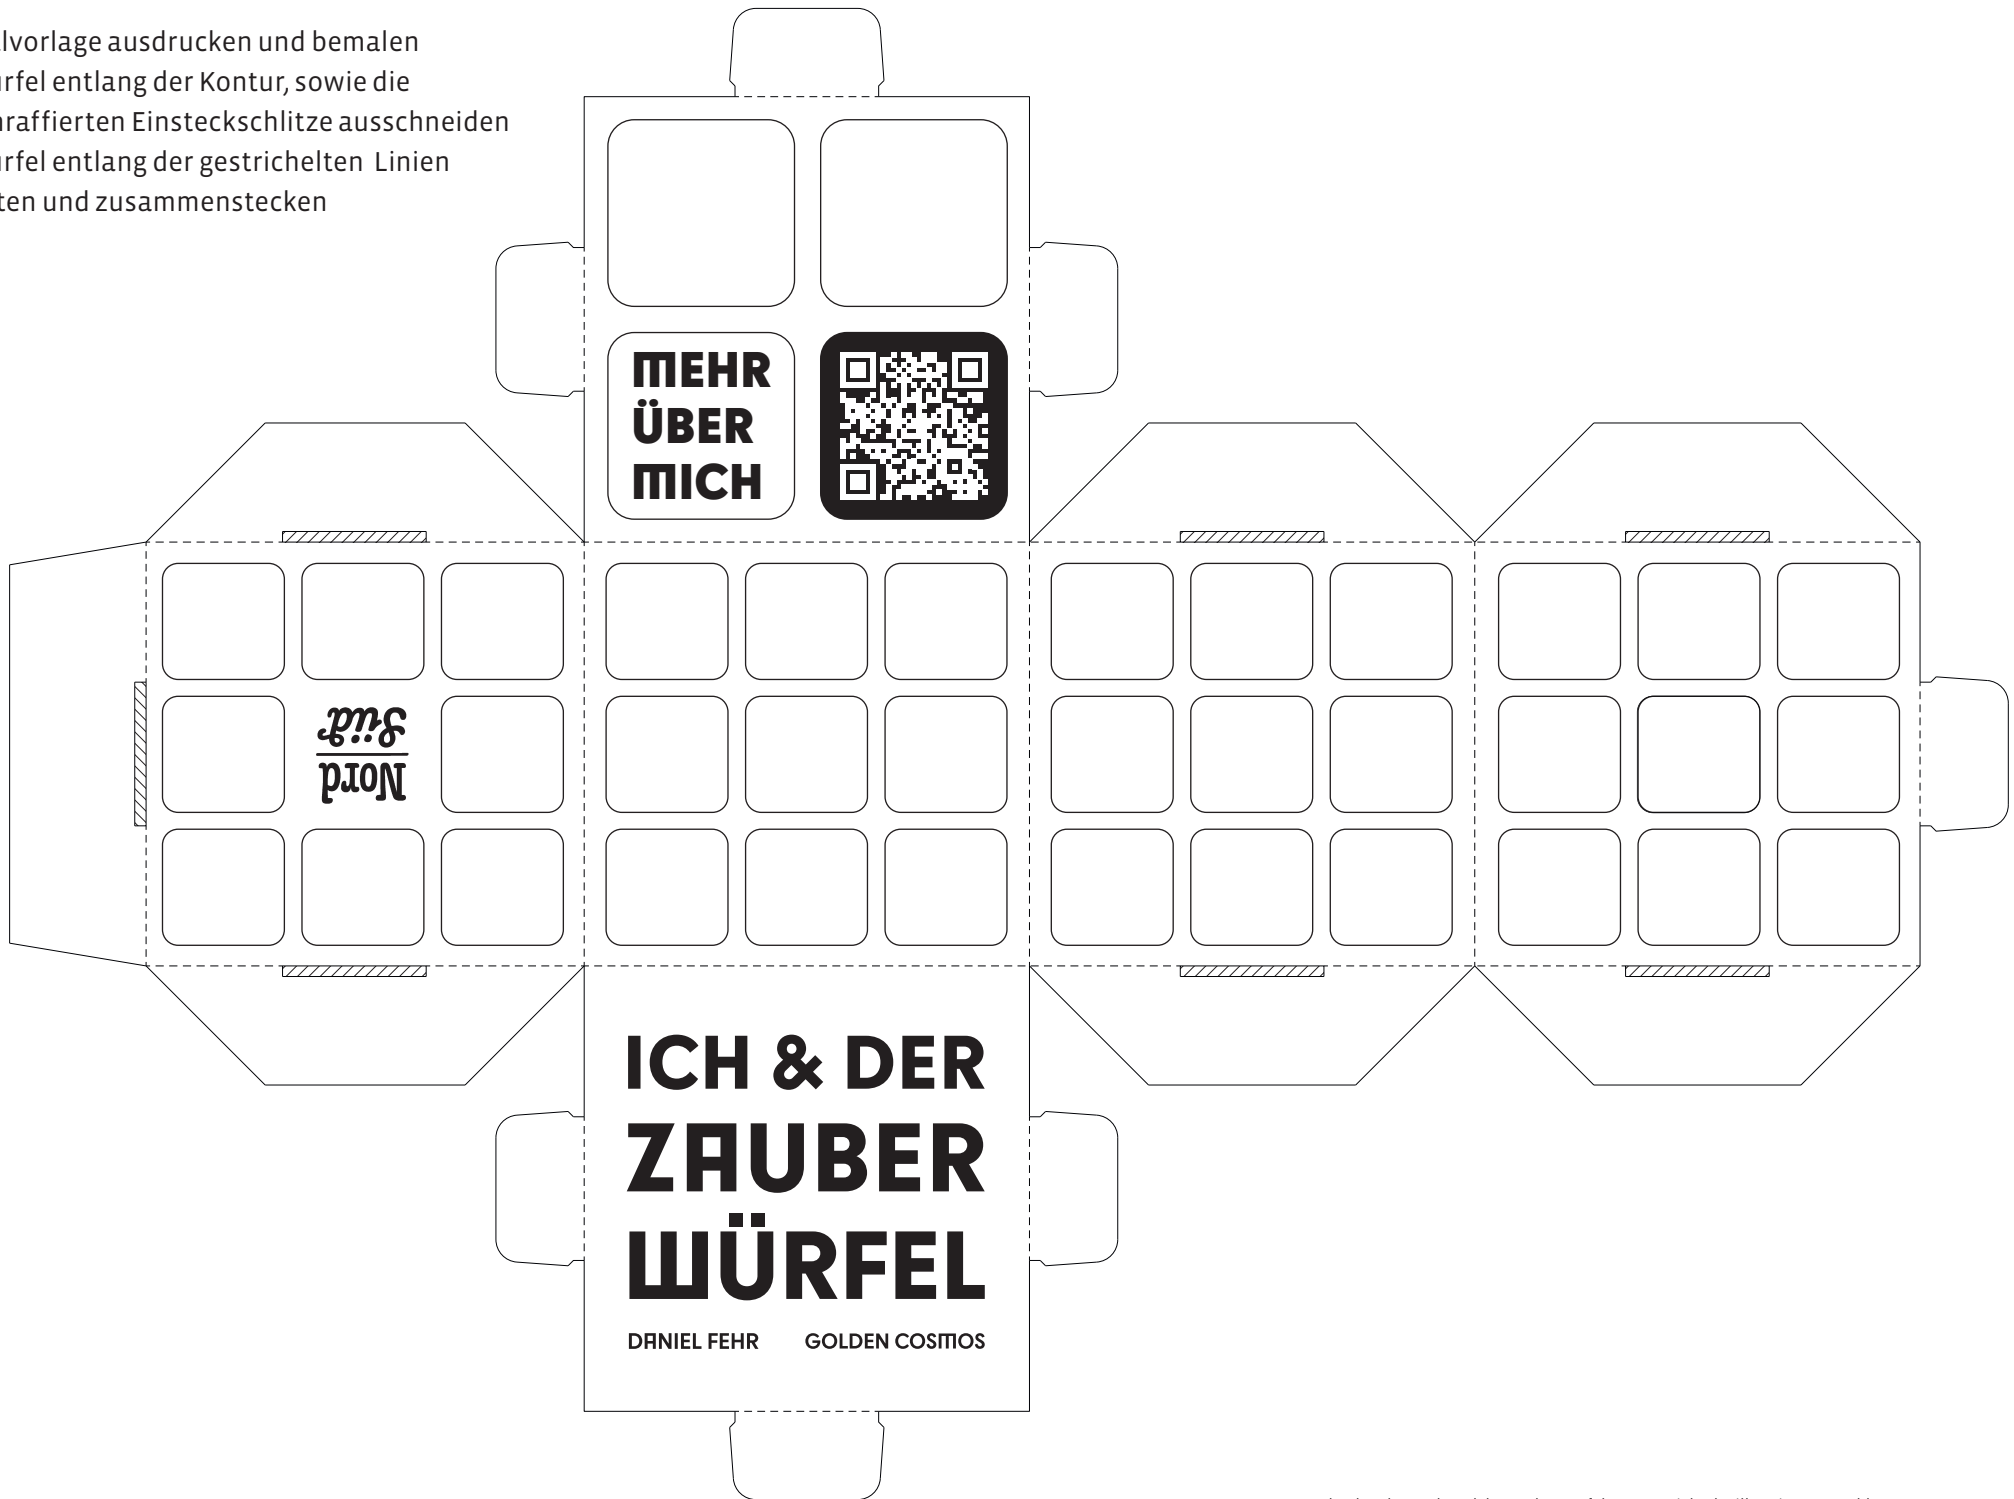 lvorlage ausdrucken und bemalen
rfel entlang der Kontur, sowie die
raffierten Einsteckschlitze ausschneiden
rfel entlang der gestrichelten Linien
ten und zusammenstecken
MEHR
ÜBER
MICH
Nord
Süd
ICH & DER
ZAUBER
WÜRFEL
DANIEL FEHR GOLDEN COSMOS